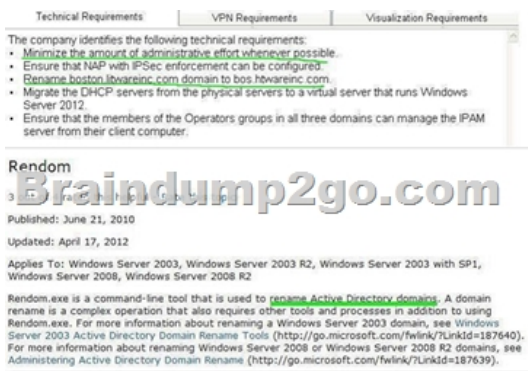 Technical Requirements
VPN Requirements
Visualization Requirements
The company identifies the following technical requirements:
• Minimize the amount of administrative effort whenever possible.
• Ensure that NAP with IPSec enforcement can be configured.
• Rename boston.litwareinc.com domain to bos.htwareinc.com.
• Migrate the DHCP servers from the physical servers to a virtual server that runs Windows
Server 2012.
• Ensure that the members of the Operators groups in all three domains can manage the IPAM
server from their client computer.
Rendom
Braindump2go.com
Published: June 21, 2010
Updated: April 17, 2012
Applies To: Windows Server 2003, Windows Server 2003 R2, Windows Server 2003 with SP1,
Windows Server 2008, Windows Server 2008 R2
Rendom.exe is a command-line tool that is used to rename Active Directory domains. A domain
rename is a complex operation that also requires other tools and processes in addition to using
Rendom.exe. For more information about renaming a Windows Server 2003 domain, see Windows
Server 2003 Active Directory Domain Rename Tools (http://go.microsoft.com/fwlink/?LinkId=187640).
For more information about renaming Windows Server 2008 or Windows Server 2008 R2 domains, see
Administering Active Directory Domain Rename (http://go.microsoft.com/fwlink/?LinkId=187639).